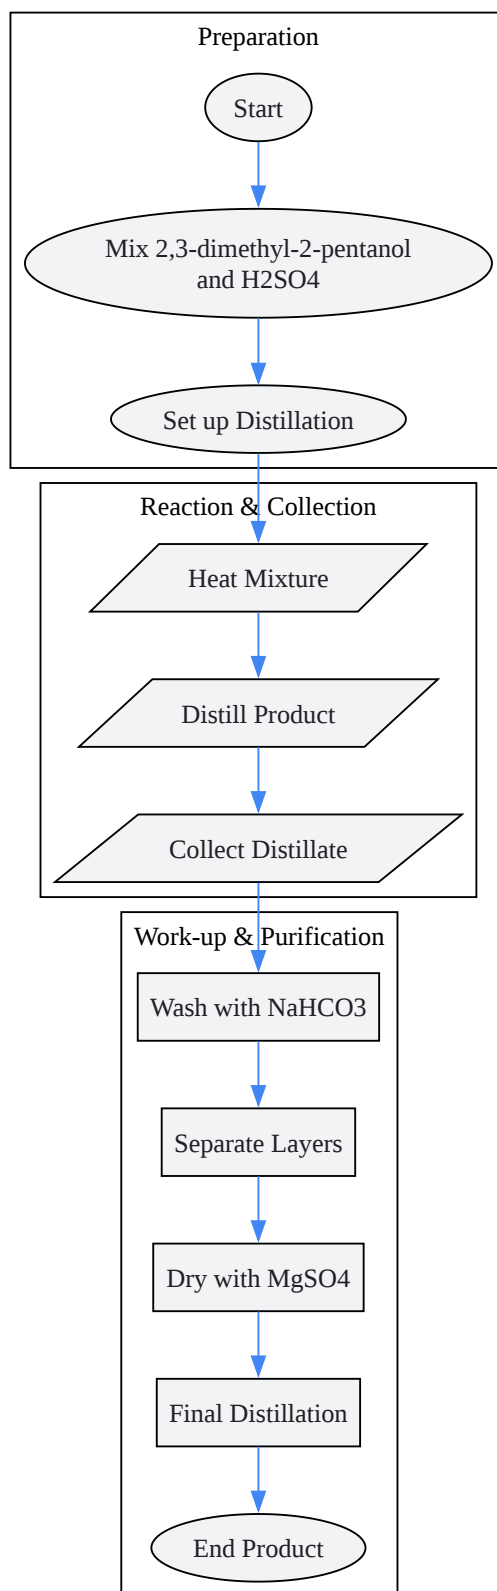 Preparation
Start
Mix 2,3-dimethyl-2-pentanol
and H2SO4
Set up Distillation
Reaction & Collection
Heat Mixture
Distill Product
Collect Distillate
Work-up & Purification
Wash with NaHCO3
Separate Layers
Dry with MgSO4
Final Distillation
End Product